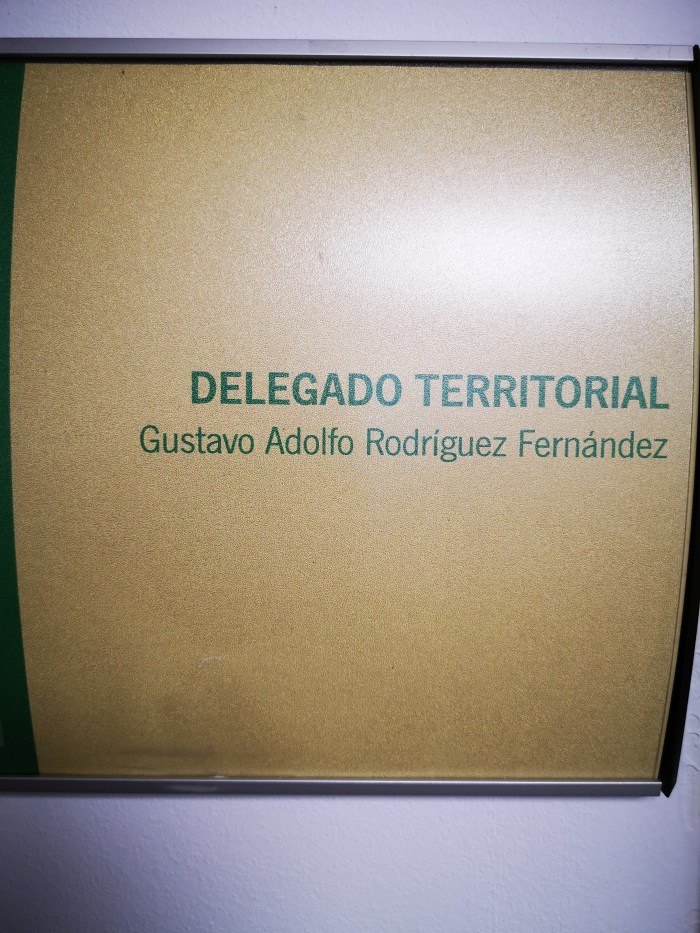 DELEGADO TERRITORIAL
Gustavo Adolfo Rodríguez Fernández